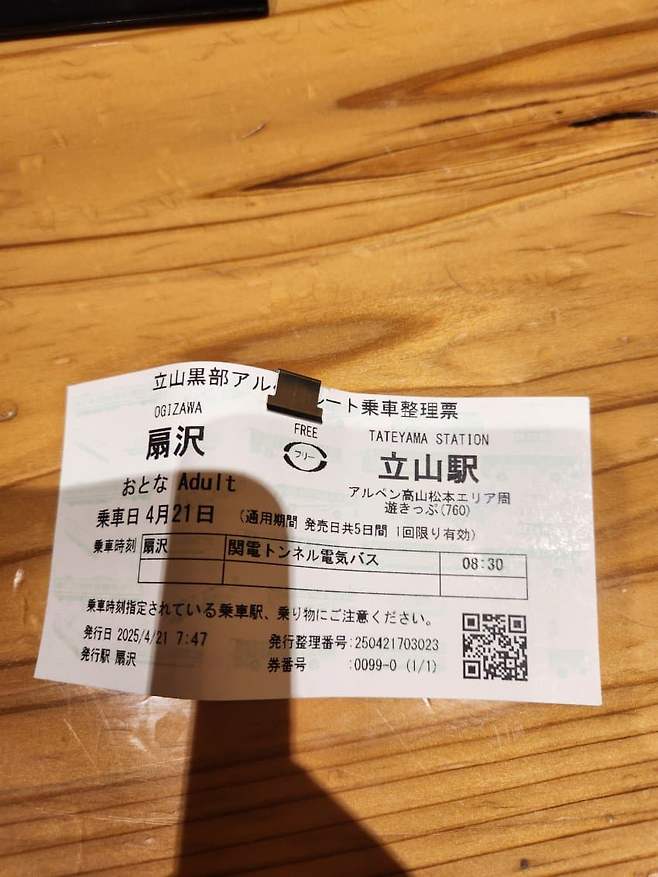 立山黒部アル ート乗車整理票
OGIZAWA FREE TATEYAMA STATION
扇沢 フリー 立山駅
おとな Adult アルペン高山松本エリア周
遊きっぷ(760)
乗車日 4月21日 (通用期間 発売日共5日間 1回限り有効)
乗車時刻 扇沢 関電トンネル電気バス 08:30
乗車時刻指定されている乗車駅、乗り物にご注意ください。
発行日 2025/4/21 7:47 発行整理番号:250421703023
発行駅 扇沢 券番号 :0099-0 (1/1)